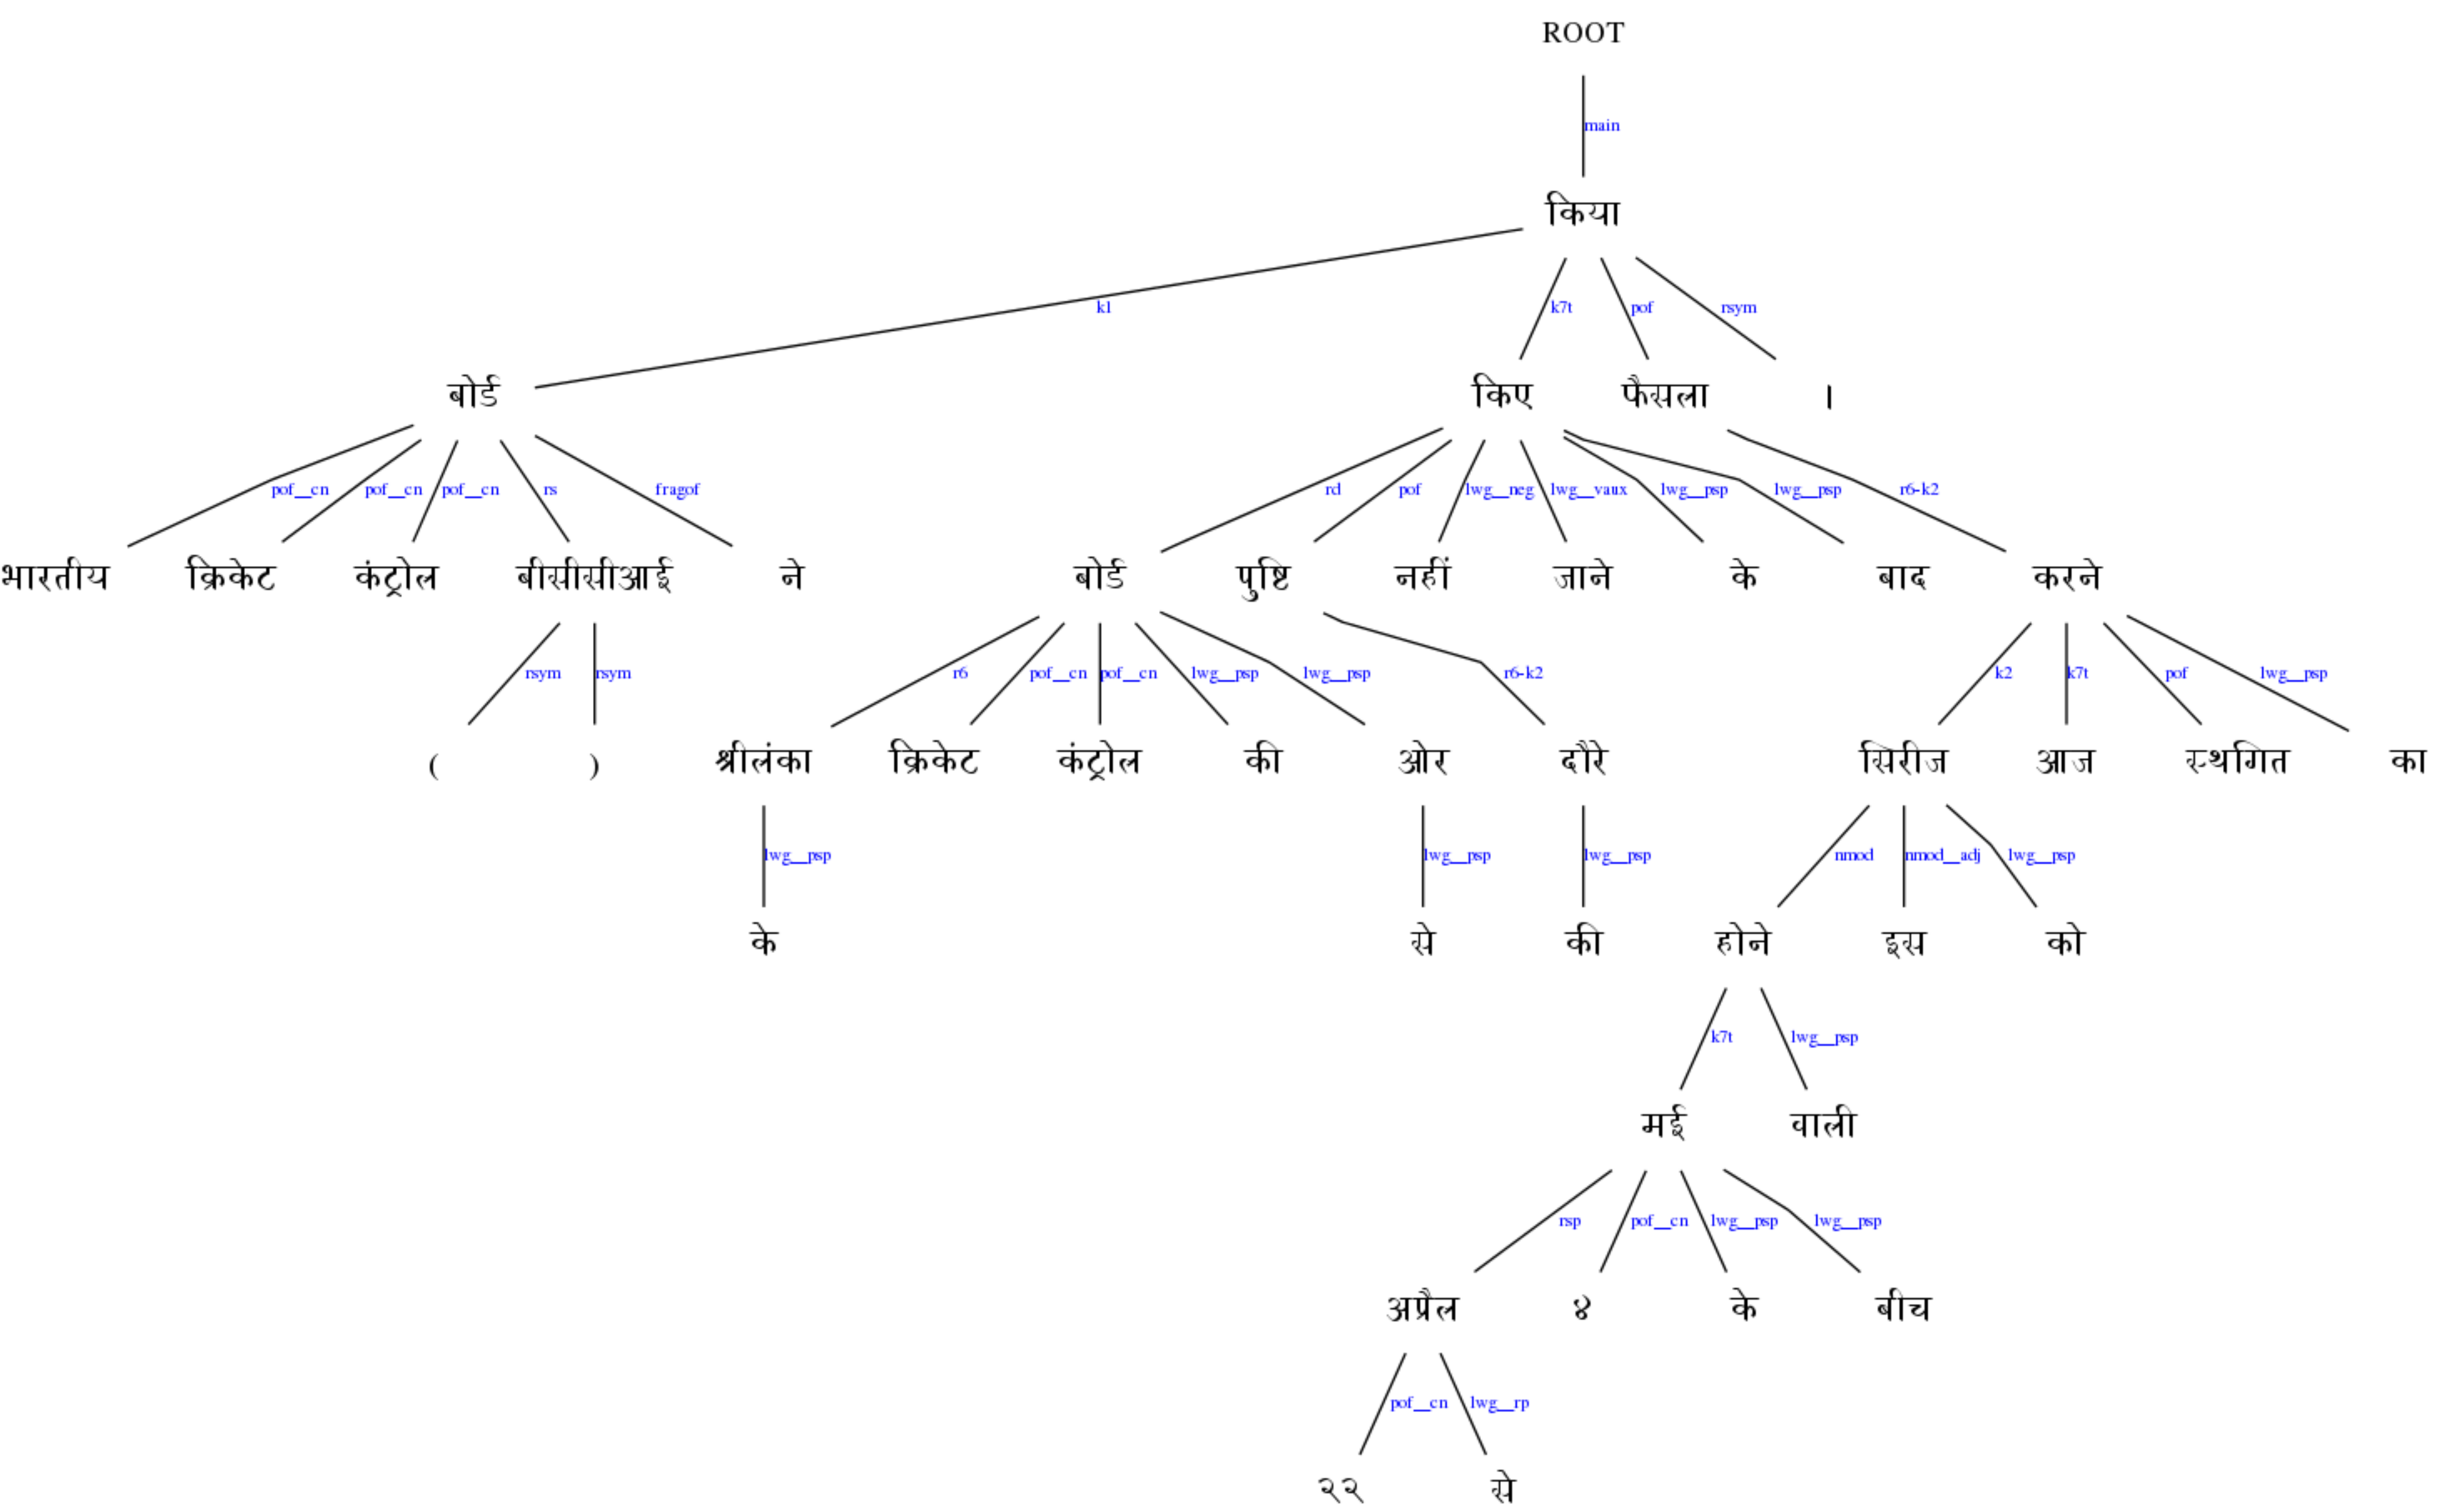 ROOT
main
किया
k1 k7t pof rsym
बोर्ड किए फैसला ।
pof__cn pof__cn pof__cn rs fragof rd pof lwg__neg lwg__vaux lwg__psp lwg__psp r6-k2
भारतीय क्रिकेट कंट्रोल बीसीसीआई ने बोर्ड पुष्टि नहीं जाने के बाद करने
rsym rsym r6 pof__cn pof__cn lwg__psp lwg__psp r6-k2 k2 k7t pof lwg__psp
( ) श्रीलंका क्रिकेट कंट्रोल की ओर दौरे सिरीज आज स्थगित का
lwg__psp lwg__psp lwg__psp nmod nmod__adj lwg__psp
के से की होने इस को
k7t lwg__psp
मई वाली
rsp pof__cn lwg__psp lwg__psp
अप्रैल ४ के बीच
pof__cn lwg__rp
२२ से